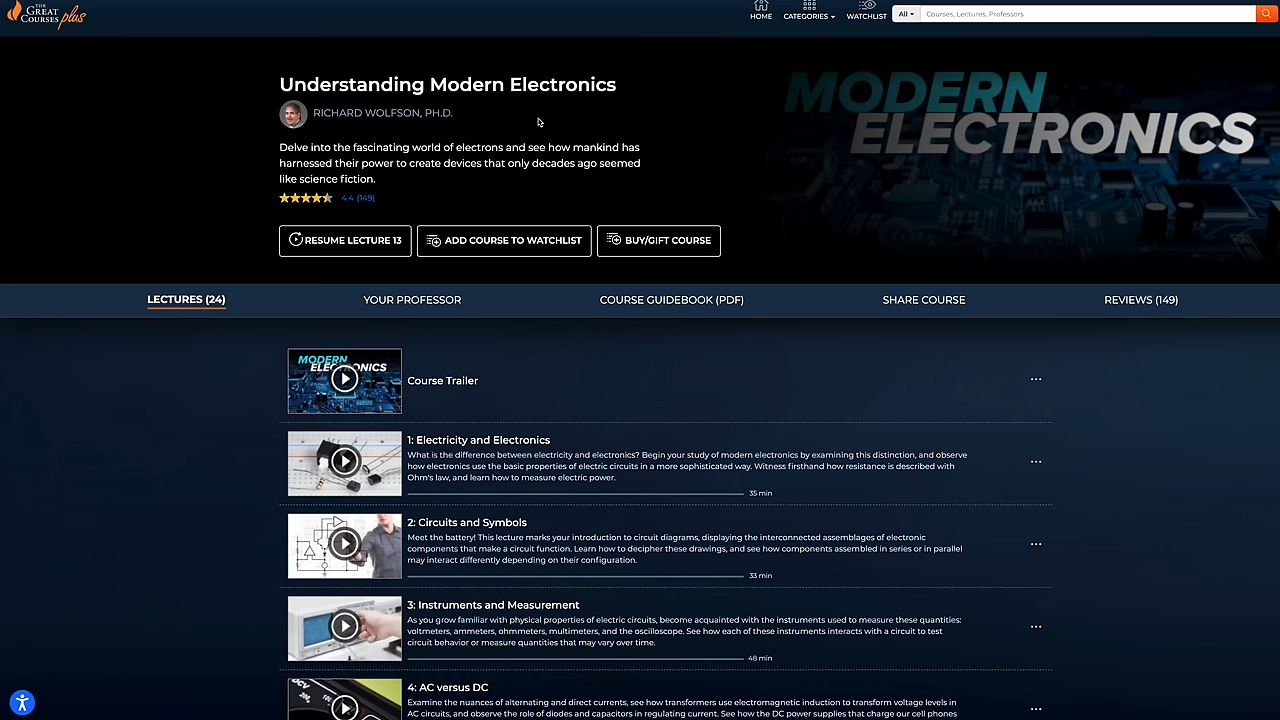 THE
GREAT
COURSES plus
HOME
CATEGORIES
WATCHLIST
All
Courses, Lectures, Professors
Understanding Modern Electronics
RICHARD WOLFSON, PH.D.
Delve into the fascinating world of electrons and see how mankind has
harnessed their power to create devices that only decades ago seemed
like science fiction.
4.4 (149)
MODERN
ELECTRONICS
RESUME LECTURE 13
ADD COURSE TO WATCHLIST
BUY/GIFT COURSE
LECTURES (24)
YOUR PROFESSOR
COURSE GUIDEBOOK (PDF)
SHARE COURSE
REVIEWS (149)
MODERN
ELECTRONICS
Course Trailer
1: Electricity and Electronics
What is the difference between electricity and electronics? Begin your study of modern electronics by examining this distinction, and observe
how electronics use the basic properties of electric circuits in a more sophisticated way. Witness firsthand how resistance is described with
Ohm's law, and learn how to measure electric power.
35 min
2: Circuits and Symbols
Meet the battery! This lecture marks your introduction to circuit diagrams, displaying the interconnected assemblages of electronic
components that make a circuit function. Learn how to decipher these drawings, and see how components assembled in series or in parallel
may interact differently depending on their configuration.
33 min
3: Instruments and Measurement
As you grow familiar with physical properties of electric circuits, become acquainted with the instruments used to measure these quantities:
voltmeters, ammeters, ohmmeters, multimeters, and the oscilloscope. See how each of these instruments interacts with a circuit to test
circuit behavior or measure quantities that may vary over time.
48 min
4: AC versus DC
Examine the nuances of alternating and direct currents, see how transformers use electromagnetic induction to transform voltage levels in
AC circuits, and observe the role of diodes and capacitors in regulating current. See how the DC power supplies that charge our cell phones